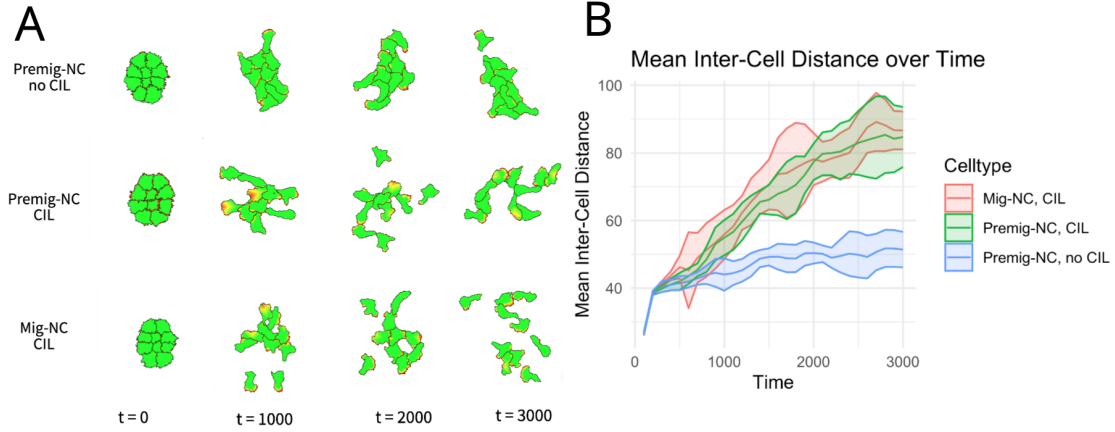 A
Premig-NC
no CIL
Premig-NC
CIL
Mig-NC
CIL
t = 0
t = 1000
t = 2000
t = 3000
B
Mean Inter-Cell Distance over Time
Mean Inter-Cell Distance
100
80
60
40
0
1000
2000
3000
Time
Celltype
Mig-NC, CIL
Premig-NC, CIL
Premig-NC, no CIL